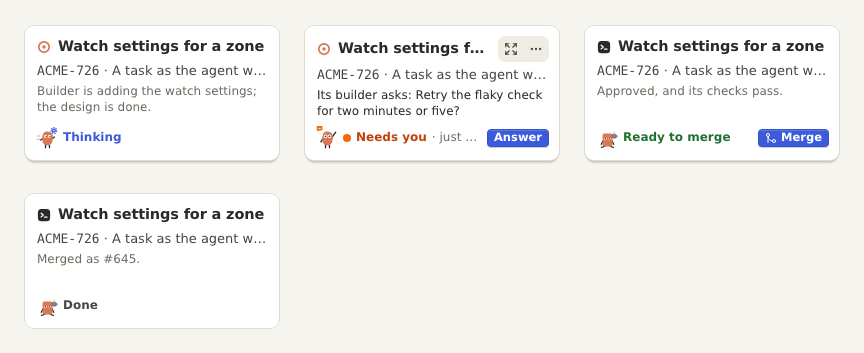 Watch settings for a zone
ACME-726 · A task as the agent w…
Builder is adding the watch settings;
the design is done.
Thinking
Watch settings f…
ACME-726 · A task as the agent w…
Its builder asks: Retry the flaky check
for two minutes or five?
Needs you · just … Answer
Watch settings for a zone
ACME-726 · A task as the agent w…
Approved, and its checks pass.
Ready to merge Merge
Watch settings for a zone
ACME-726 · A task as the agent w…
Merged as #645.
Done